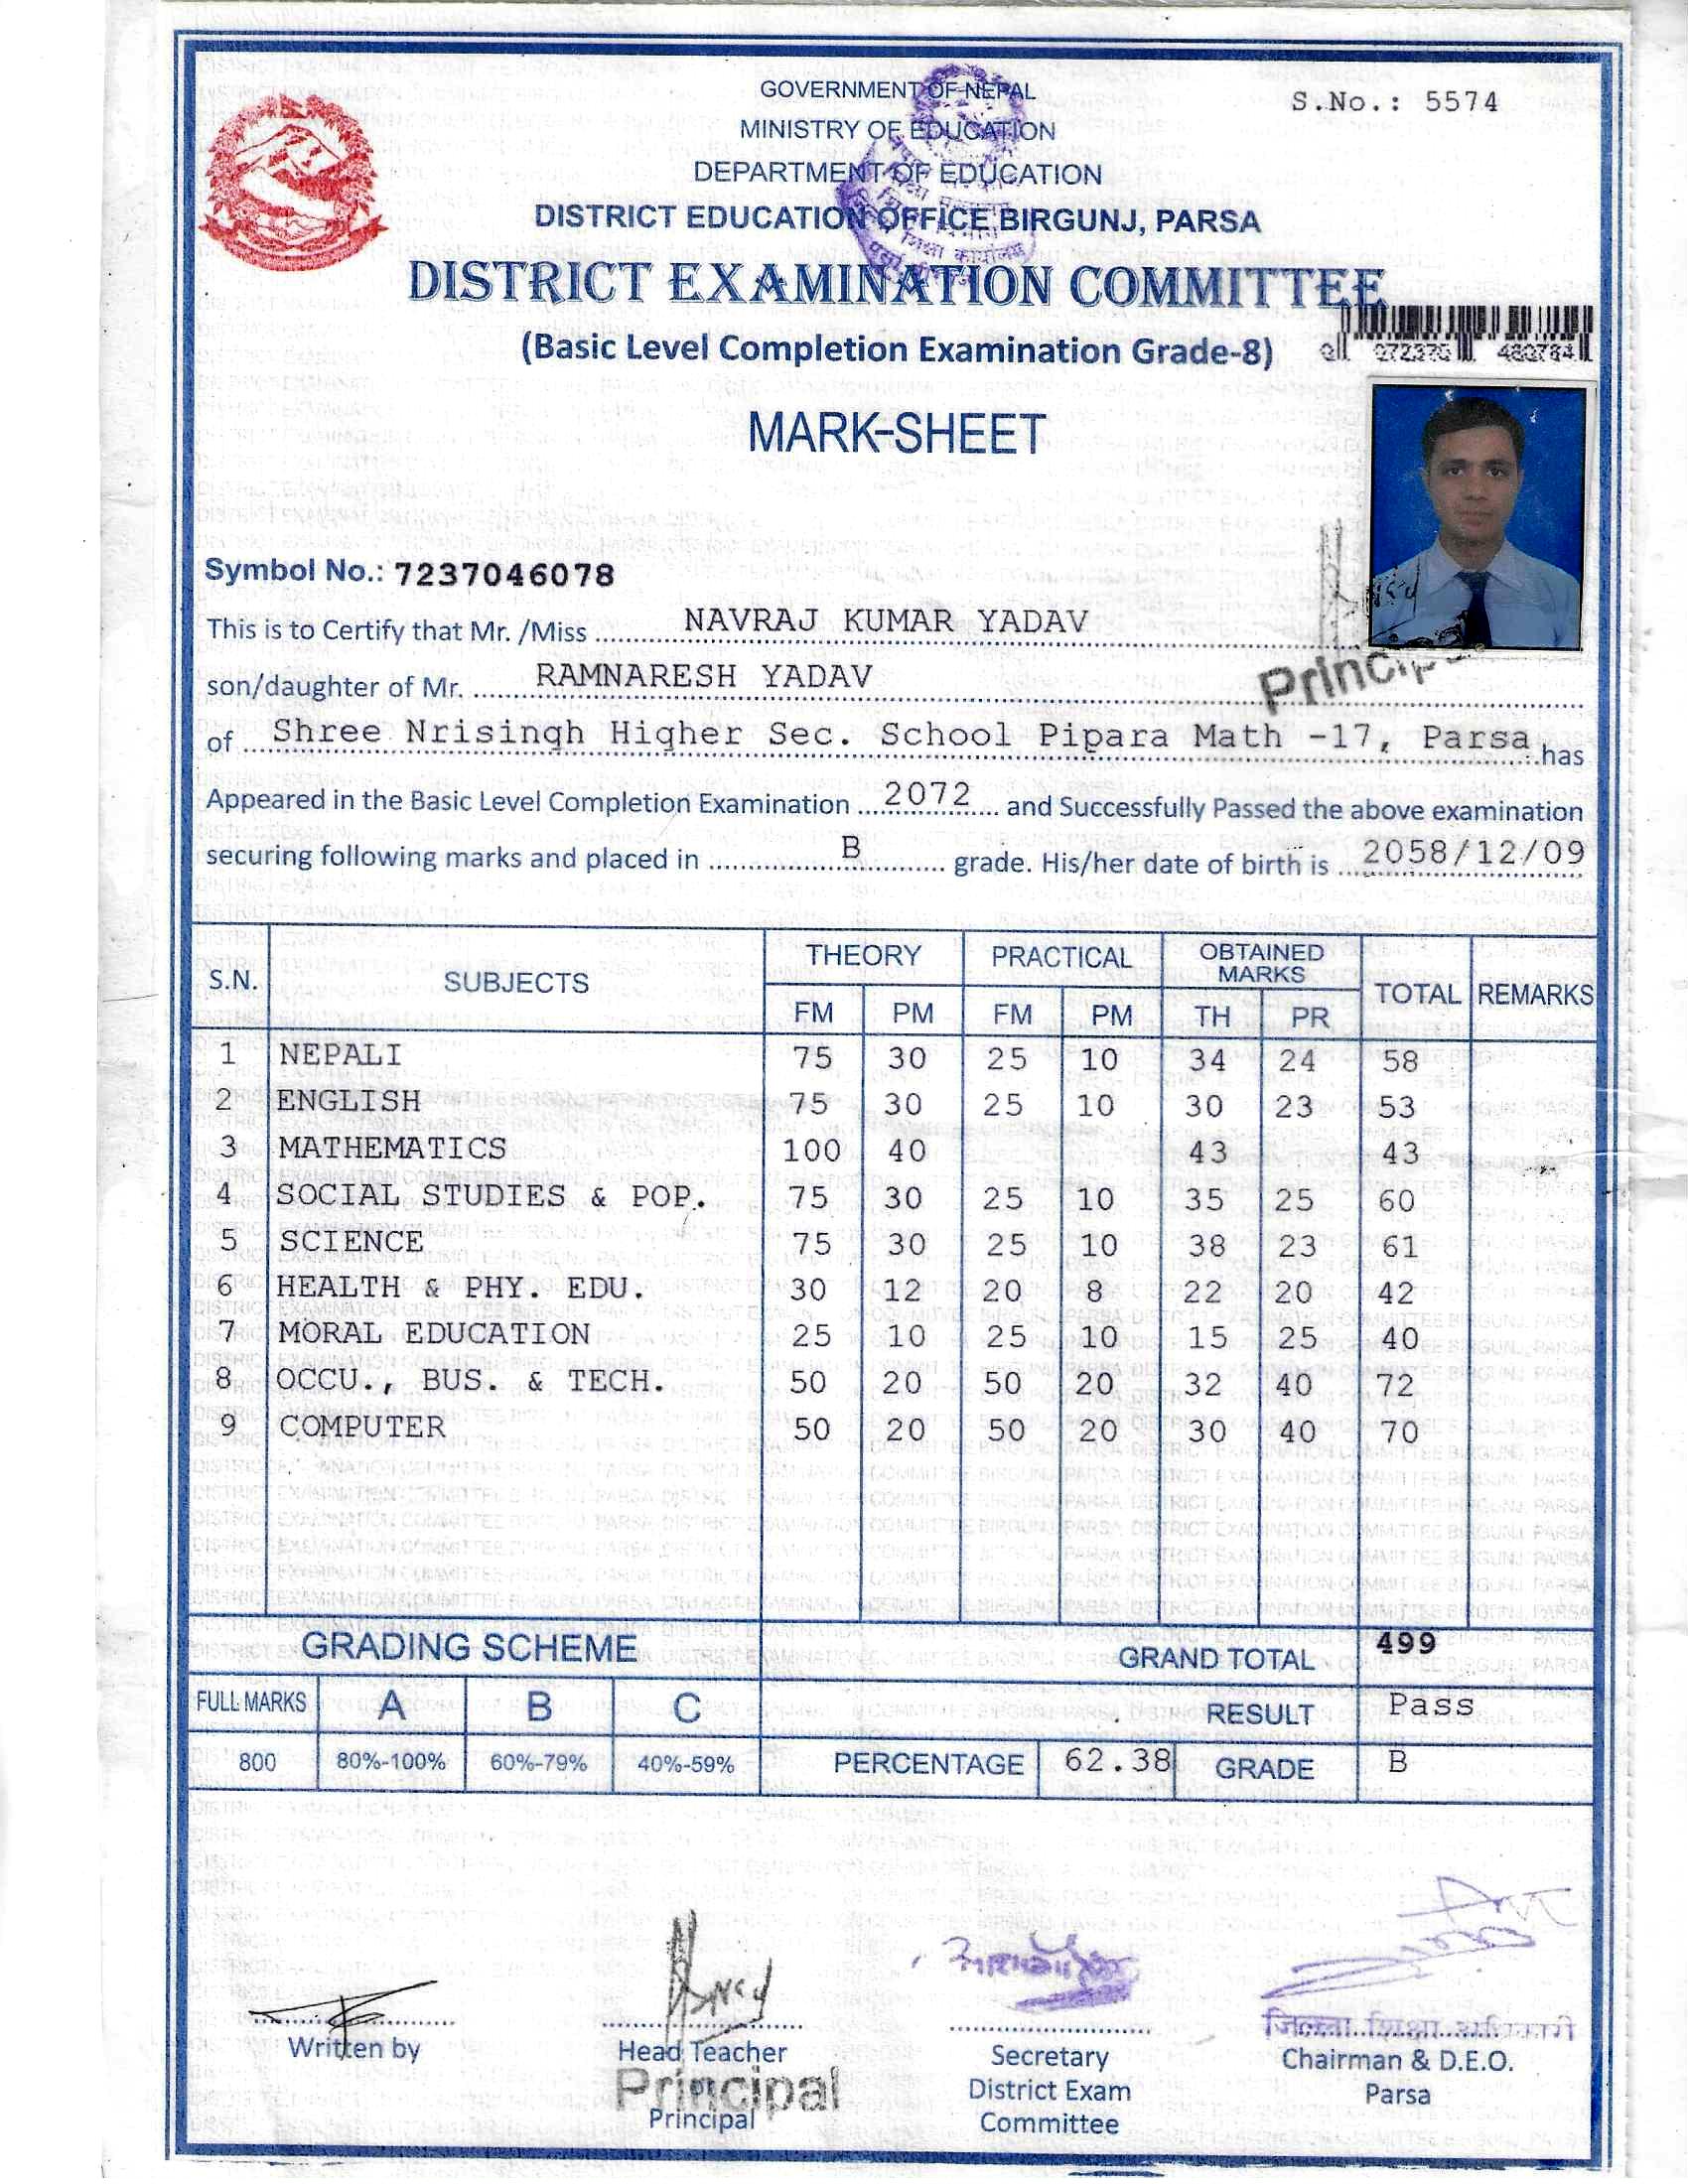 GOVERNMENT OF NEPAL
S.No.: 5574
MINISTRY OF EDUCATION
DEPARTMENT OF EDUCATION
DISTRICT EDUCATION OFFICE BIRGUNJ, PARSA
DISTRICT EXAMINATION COMMITTEE
(Basic Level Completion Examination Grade-8)
MARK-SHEET
Symbol No.: 7237046078
This is to Certify that Mr. /Miss NAVRAJ KUMAR YADAV
son/daughter of Mr. RAMNARESH YADAV
of Shree Nrisingh Higher Sec. School Pipara Math -17, Parsa has
Appeared in the Basic Level Completion Examination 2072 and Successfully Passed the above examination
securing following marks and placed in B grade. His/her date of birth is 2058/12/09
S.N. SUBJECTS THEORY PRACTICAL OBTAINED MARKS TOTAL REMARKS
FM PM FM PM TH PR
1 NEPALI 75 30 25 10 34 24 58
2 ENGLISH 75 30 25 10 30 23 53
3 MATHEMATICS 100 40 43 43
4 SOCIAL STUDIES & POP. 75 30 25 10 35 25 60
5 SCIENCE 75 30 25 10 38 23 61
6 HEALTH & PHY. EDU. 30 12 20 8 22 20 42
7 MORAL EDUCATION 25 10 25 10 15 25 40
8 OCCU., BUS. & TECH. 50 20 50 20 32 40 72
9 COMPUTER 50 20 50 20 30 40 70
GRADING SCHEME GRAND TOTAL 499
FULL MARKS A B C RESULT Pass
800 80%-100% 60%-79% 40%-59% PERCENTAGE 62.38 GRADE B
Written by
Head Teacher
Principal
Principal
Secretary
District Exam
Committee
Chairman & D.E.O.
Parsa